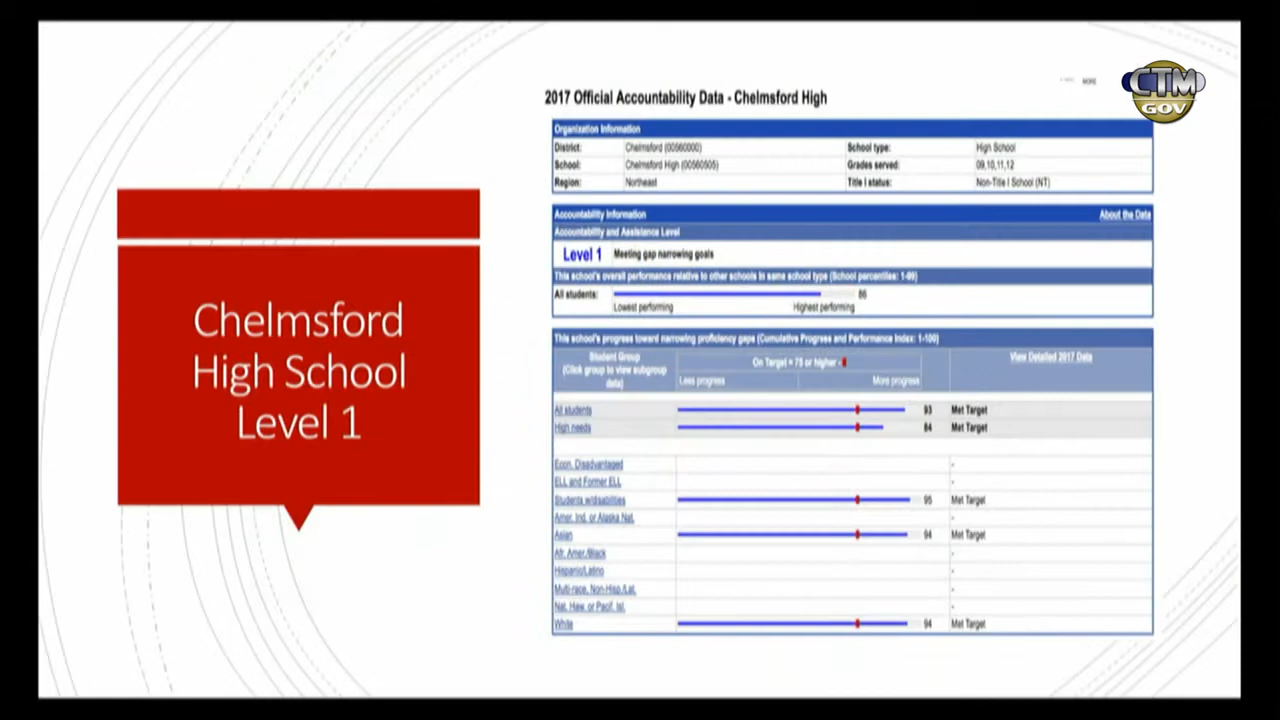 CTM
GOV
MORE
2017 Official Accountability Data - Chelmsford High
Organization Information
District: Chelmsford (00560000) School type: High School
School: Chelmsford High (00560505) Grades served: 09,10,11,12
Region: Northeast Title I status: Non-Title I School (NT)
Accountability Information About the Data
Accountability and Assistance Level
Level 1 Meeting gap narrowing goals
This school's overall performance relative to other schools in same school type (School percentiles: 1-99)
All students: 86
Lowest performing Highest performing
This school's progress toward narrowing proficiency gaps (Cumulative Progress and Performance Index: 1-100)
Student Group
(Click group to view subgroup
data)
On Target = 75 or higher -
Less progress More progress
View Detailed 2017 Data
All students 93 Met Target
High needs 84 Met Target
Econ. Disadvantaged -
ELL and Former ELL -
Students w/disabilities 95 Met Target
Amer. Ind. or Alaska Nat. -
Asian 94 Met Target
Afr. Amer./Black -
Hispanic/Latino -
Multi-race, Non-Hisp./Lat. -
Nat. Haw. or Pacif. Isl. -
White 94 Met Target
Chelmsford
High School
Level 1